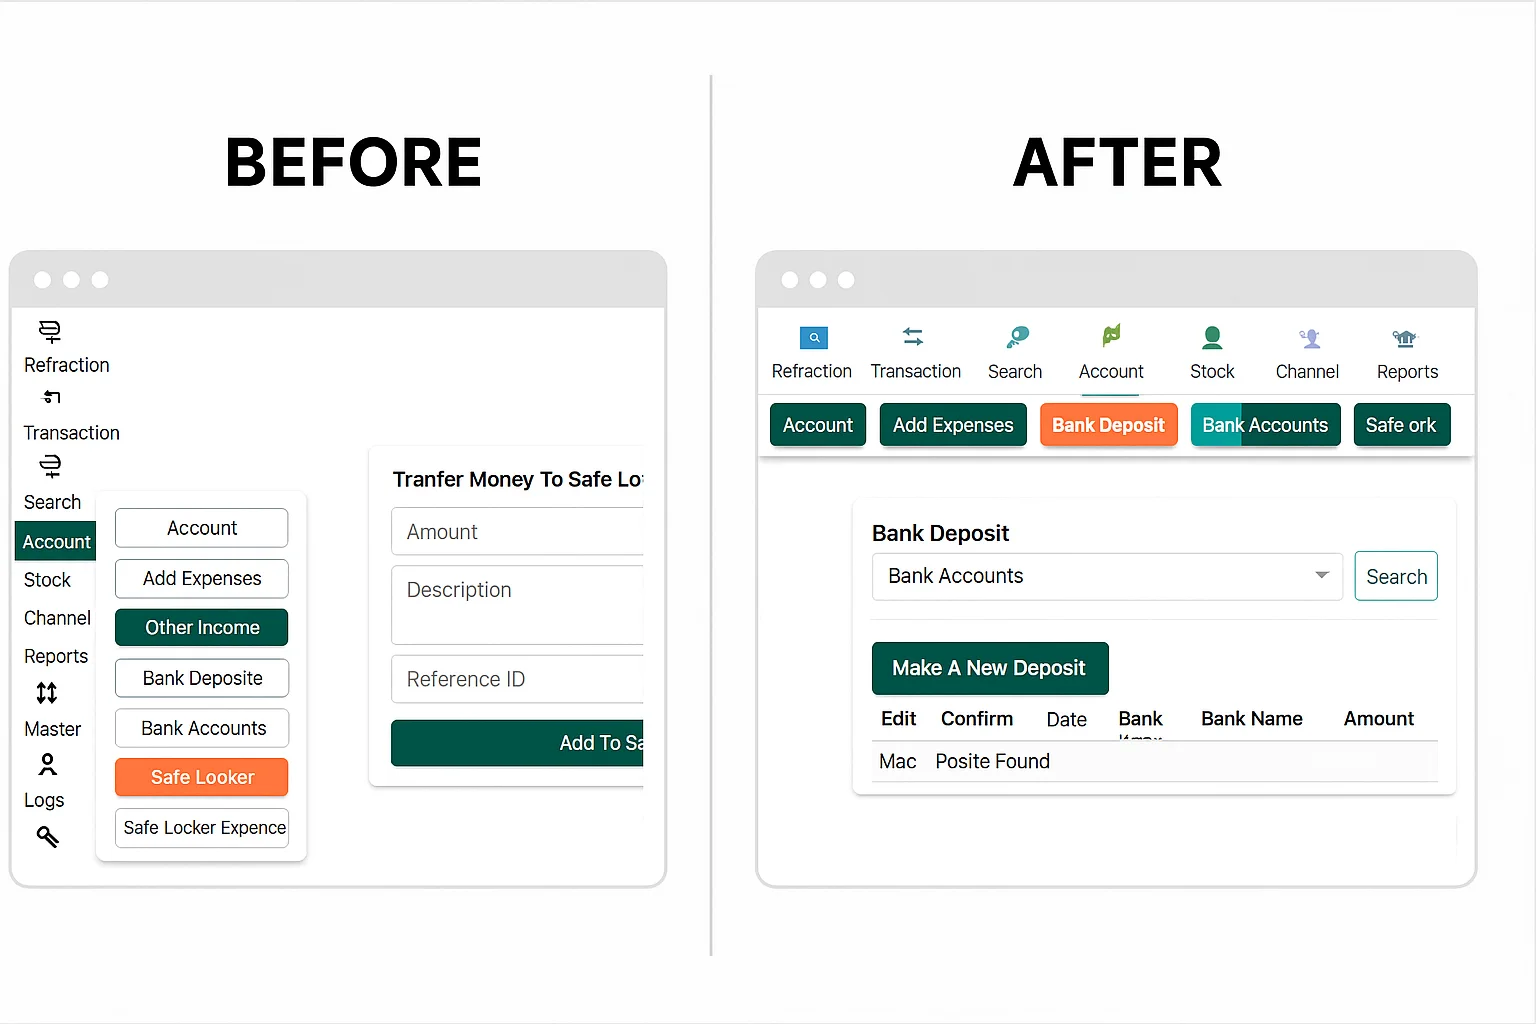 BEFORE
Refraction
Transaction
Search
Account
Stock
Channel
Reports
Master
Logs
Account
Add Expenses
Other Income
Bank Deposite
Bank Accounts
Safe Looker
Safe Locker Expence
Tranfer Money To Safe Lo
Amount
Description
Reference ID
Add To Sa
AFTER
Refraction Transaction Search Account Stock Channel Reports
Account Add Expenses Bank Deposit Bank Accounts Safe ork
Bank Deposit
Bank Accounts Search
Make A New Deposit
Edit Confirm Date Bank Bank Name Amount
Mac Posite Found